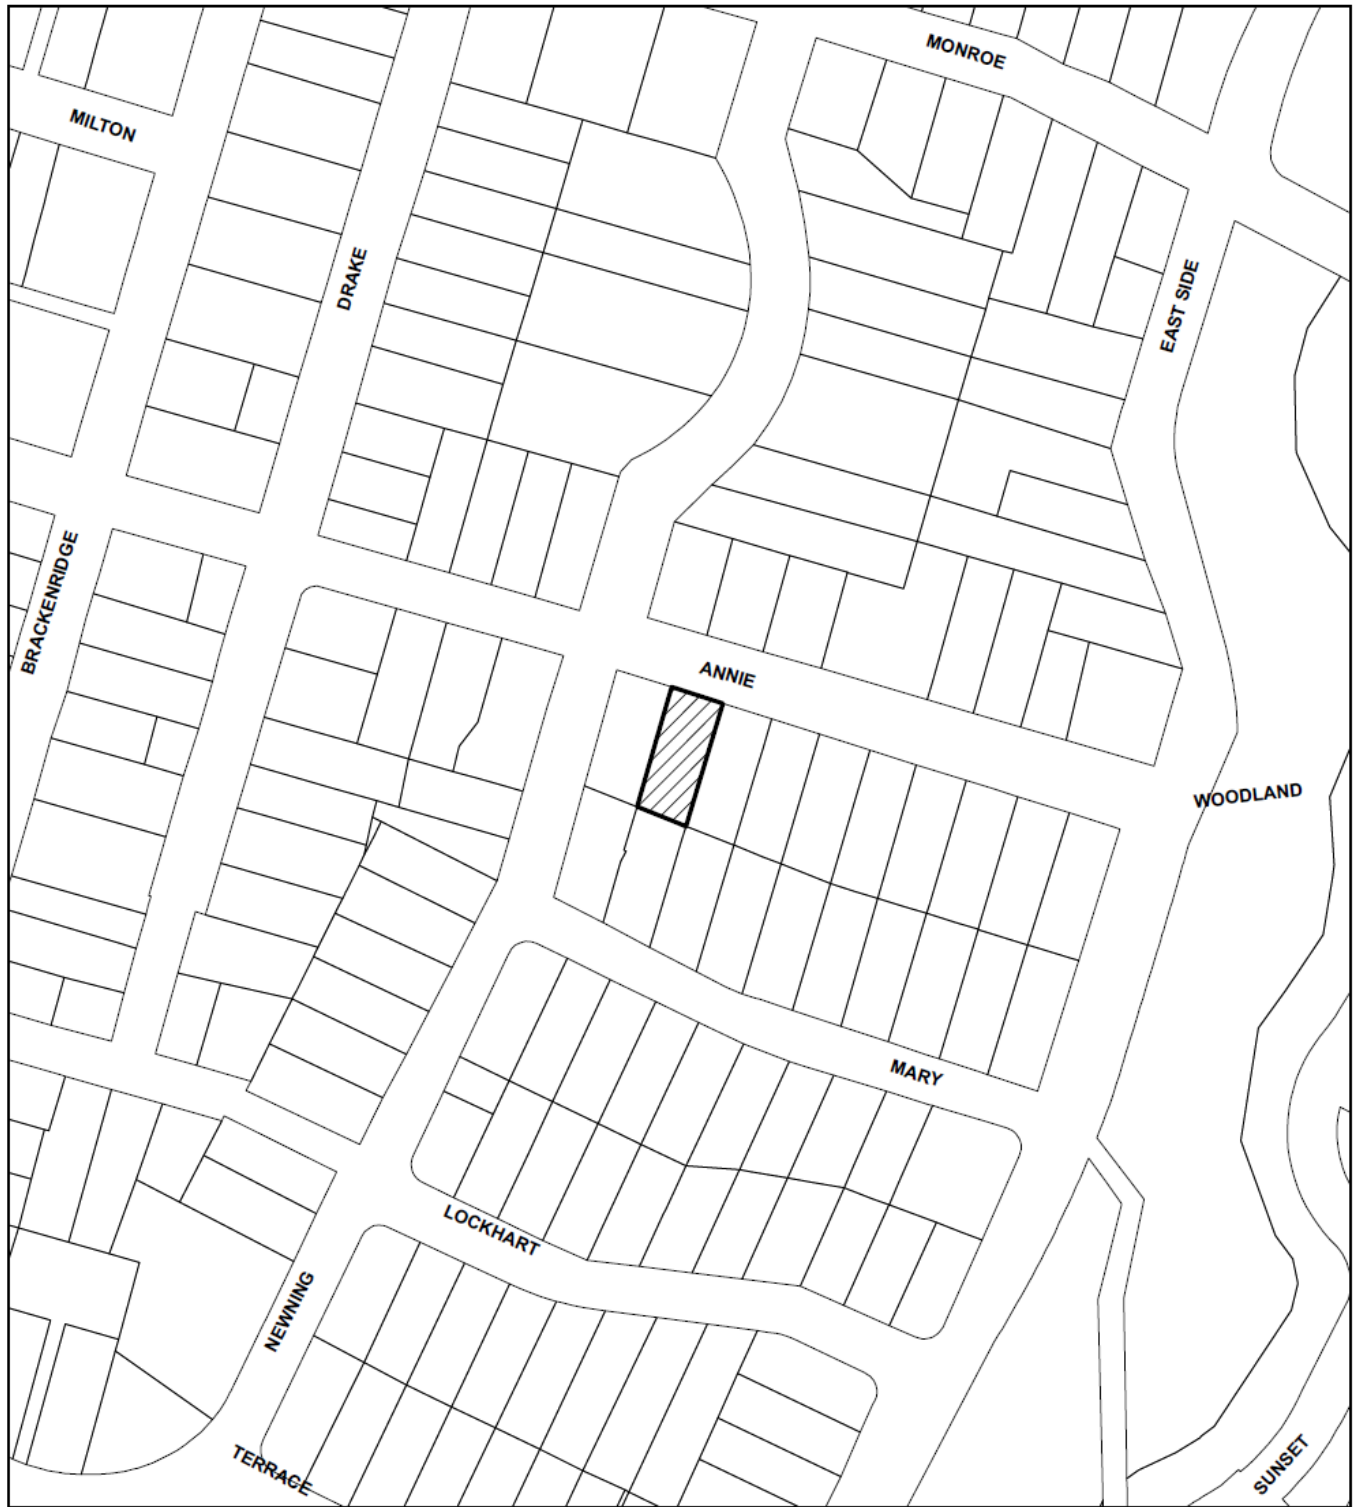 MONROE
MILTON
DRAKE
EAST SIDE
BRACKENRIDGE
ANNIE
WOODLAND
MARY
LOCKHART
NEWNING
TERRACE
SUNSET